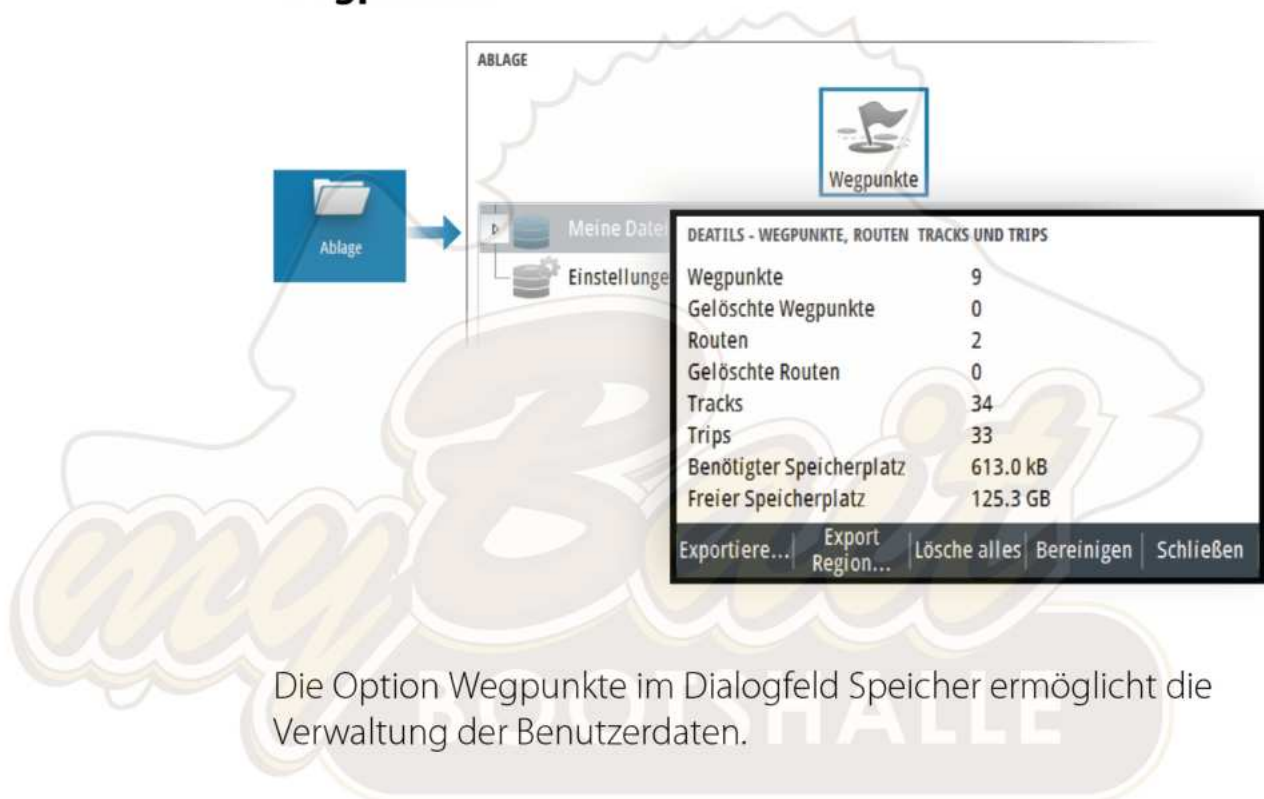 ABLAGE
Wegpunkte
Ablage
Meine Datei
Einstellunge
DEATILS - WEGPUNKTE, ROUTEN TRACKS UND TRIPS
Wegpunkte 9
Gelöschte Wegpunkte 0
Routen 2
Gelöschte Routen 0
Tracks 34
Trips 33
Benötigter Speicherplatz 613.0 kB
Freier Speicherplatz 125.3 GB
Exportiere... Export Region... Lösche alles Bereinigen Schließen
myBait
BOOTSHALLE
Die Option Wegpunkte im Dialogfeld Speicher ermöglicht die
Verwaltung der Benutzerdaten.